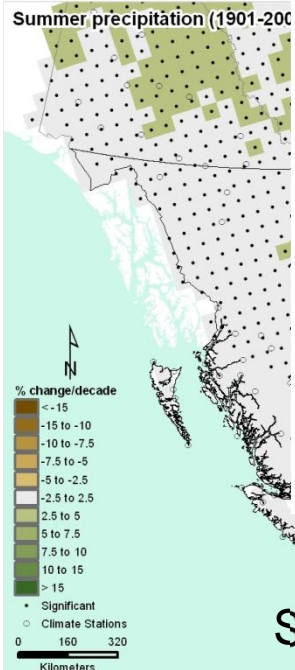 Summer precipitation (1901-200
N
% change/decade
< -15
-15 to -10
-10 to -7.5
-7.5 to -5
-5 to -2.5
-2.5 to 2.5
2.5 to 5
5 to 7.5
7.5 to 10
10 to 15
> 15
Significant
Climate Stations
0 160 320
Kilometers
S